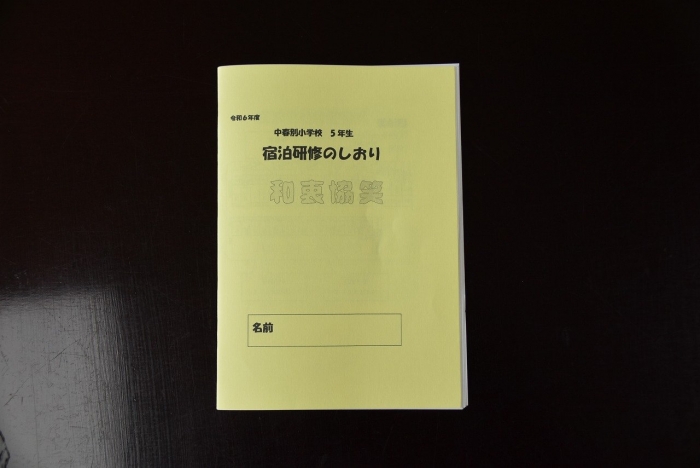 令和6年度
中春別小学校 5年生
宿泊研修のしおり
和衷協笑
名前